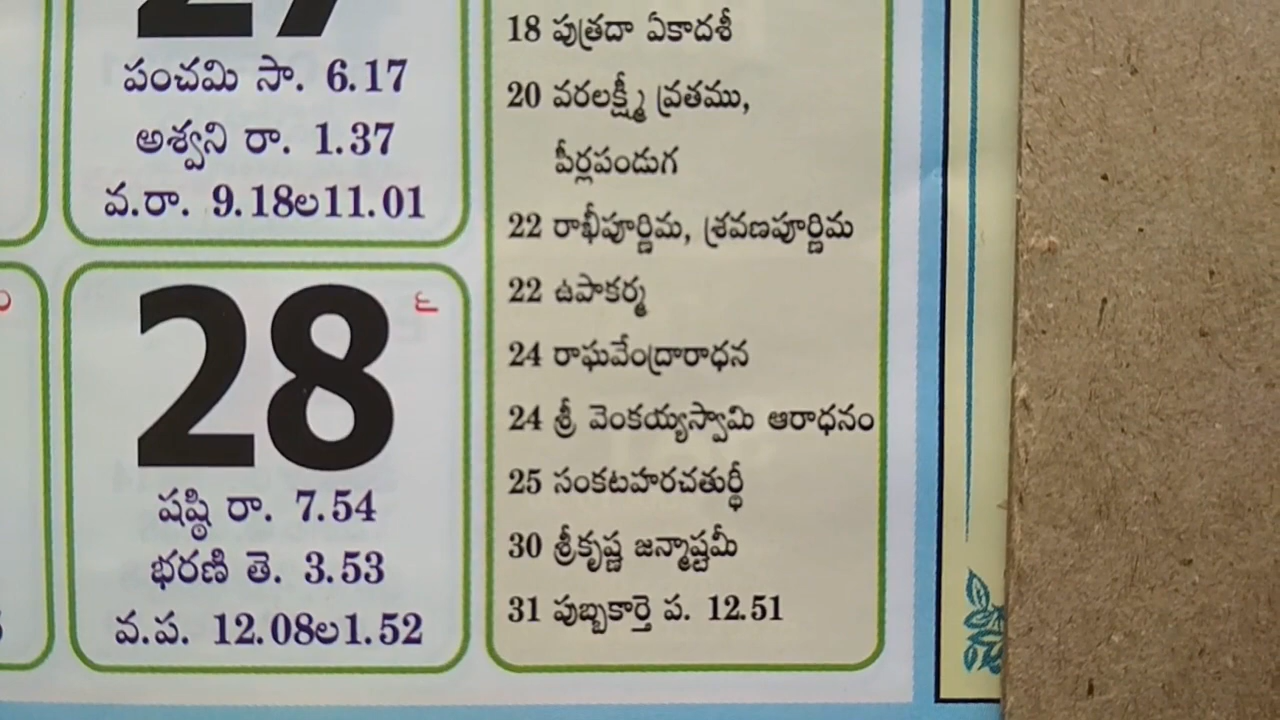 27
పంచమి సా. 6.17
అశ్వని రా. 1.37
వ.రా. 9.18ల11.01
28
షష్ఠి రా. 7.54
భరణి తె. 3.53
వ.ప. 12.08ల1.52
18 పుత్రదా ఏకాదశీ
20 వరలక్ష్మీ వ్రతము,
పీర్లపండుగ
22 రాఖీపూర్ణిమ, శ్రవణపూర్ణిమ
22 ఉపాకర్మ
24 రాఘవేంద్రారాధన
24 శ్రీ వెంకయ్యస్వామి ఆరాధనం
25 సంకటహరచతుర్థీ
30 శ్రీకృష్ణ జన్మాష్టమీ
31 పుబ్బకార్తె ప. 12.51